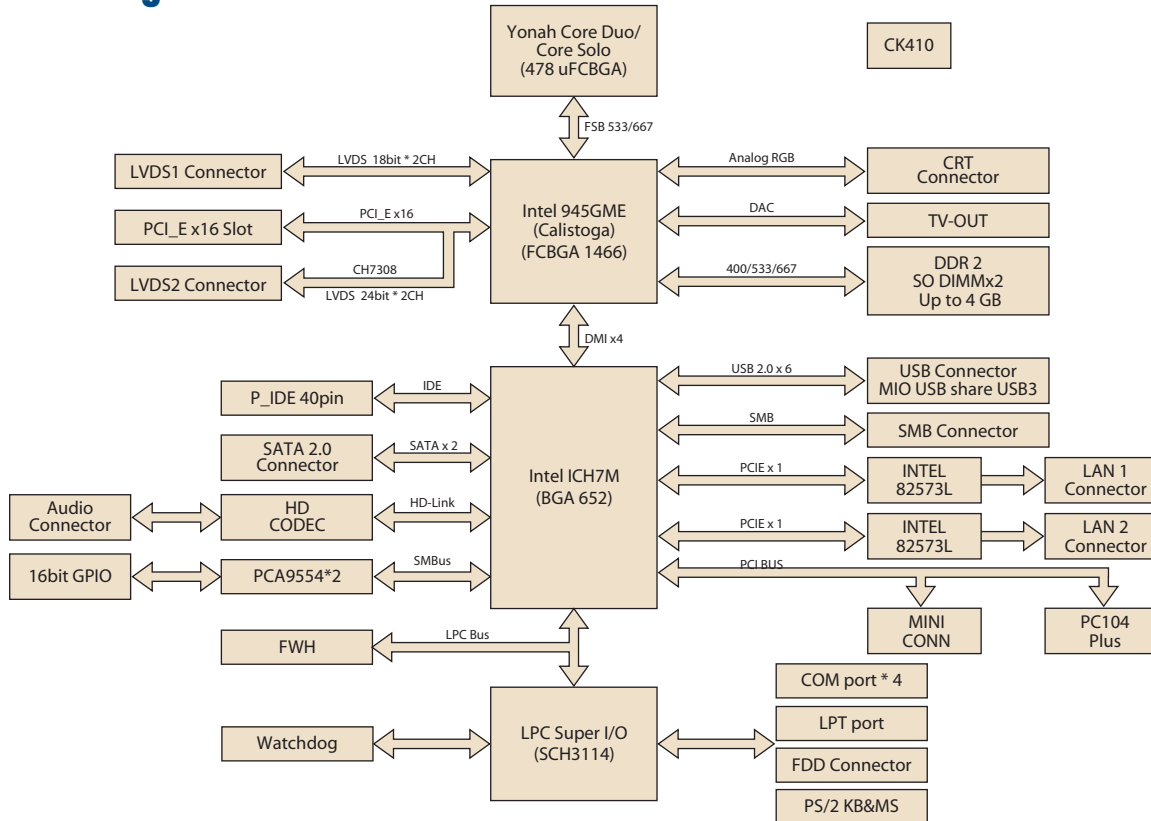 Yonah Core Duo/
Core Solo
(478 uFCBGA)
CK410
FSB 533/667
LVDS1 Connector
LVDS 18bit * 2CH
PCI_E x16 Slot
PCI_E x16
LVDS2 Connector
CH7308
LVDS 24bit * 2CH
Intel 945GME
(Calistoga)
(FCBGA 1466)
Analog RGB
CRT
Connector
DAC
TV-OUT
400/533/667
DDR 2
SO DIMMx2
Up to 4 GB
DMI x4
P_IDE 40pin
IDE
SATA 2.0
Connector
SATA x 2
Audio
Connector
HD
CODEC
HD-Link
16bit GPIO
PCA9554*2
SMBus
Intel ICH7M
(BGA 652)
USB 2.0 x 6
USB Connector
MIO USB share USB3
SMB
SMB Connector
PCIE x 1
INTEL
82573L
LAN 1
Connector
PCIE x 1
INTEL
82573L
LAN 2
Connector
PCI BUS
MINI
CONN
PC104
Plus
FWH
LPC Bus
Watchdog
LPC Super I/O
(SCH3114)
COM port * 4
LPT port
FDD Connector
PS/2 KB&MS